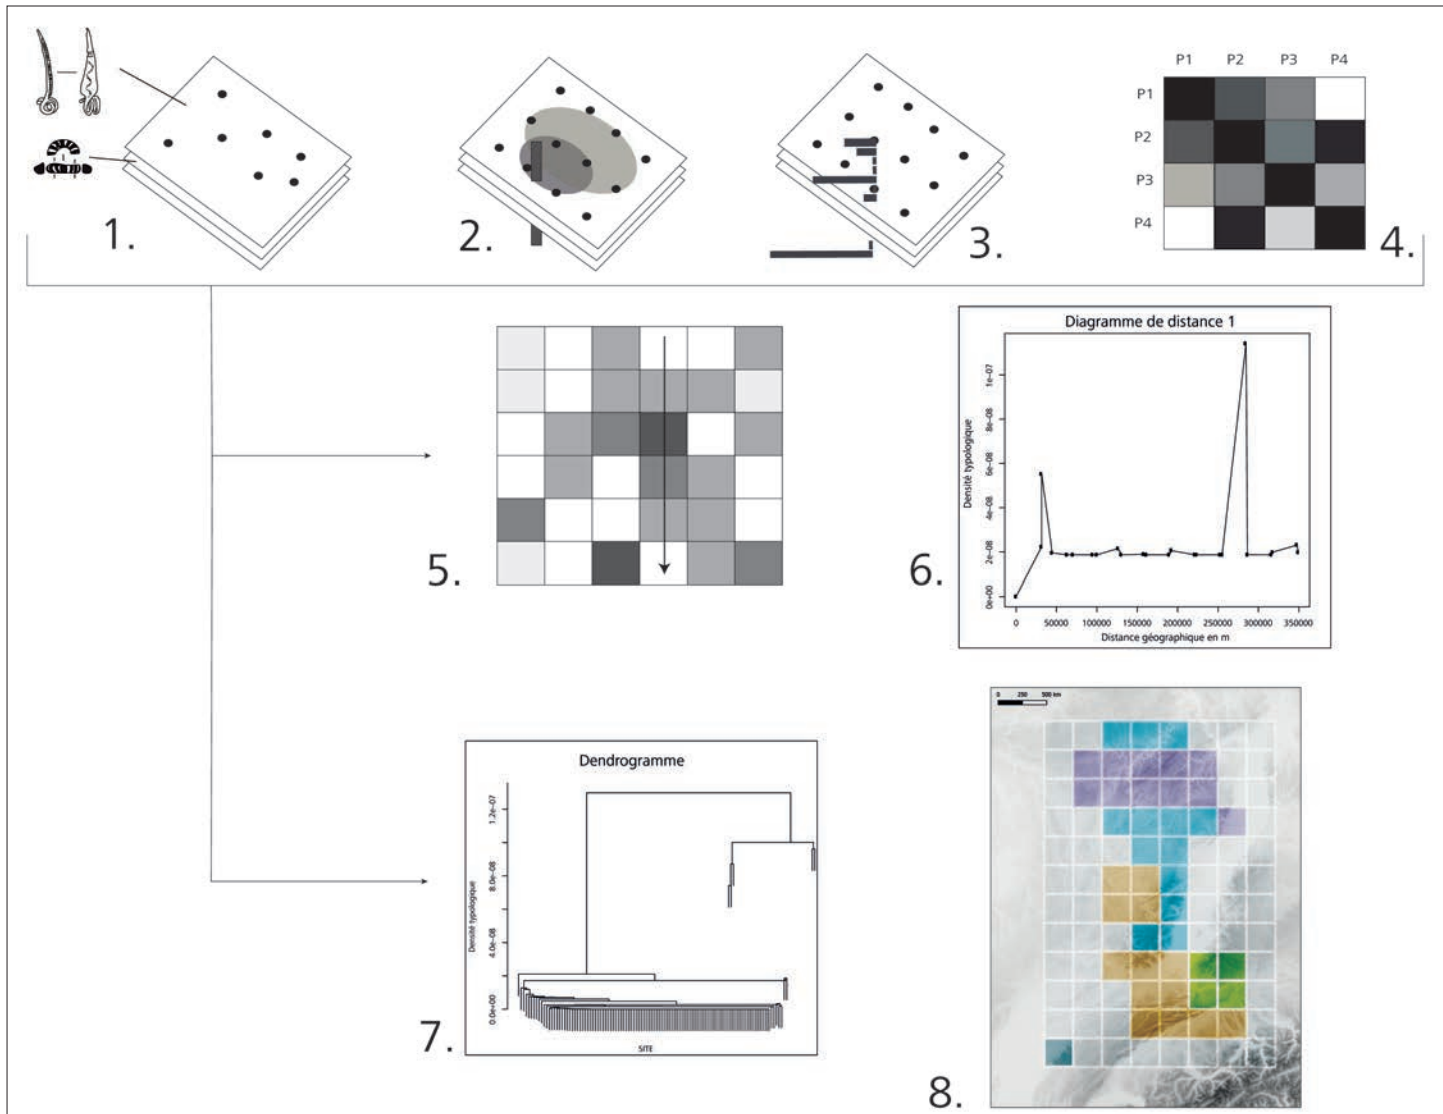 P1 P2 P3 P4
P1
P2
P3
P4
1.
2.
3.
4.
Diagramme de distance 1
Densité typologique
0e+00 2e-08 4e-08 6e-08 8e-08 1e-07
0 50000 100000 150000 200000 250000 300000 350000
Distance géographique en m
5.
6.
0 250 500 km
Dendrogramme
Densité typologique
0.0e+00 4.0e-08 8.0e-08 1.2e-07
SITE
7.
8.